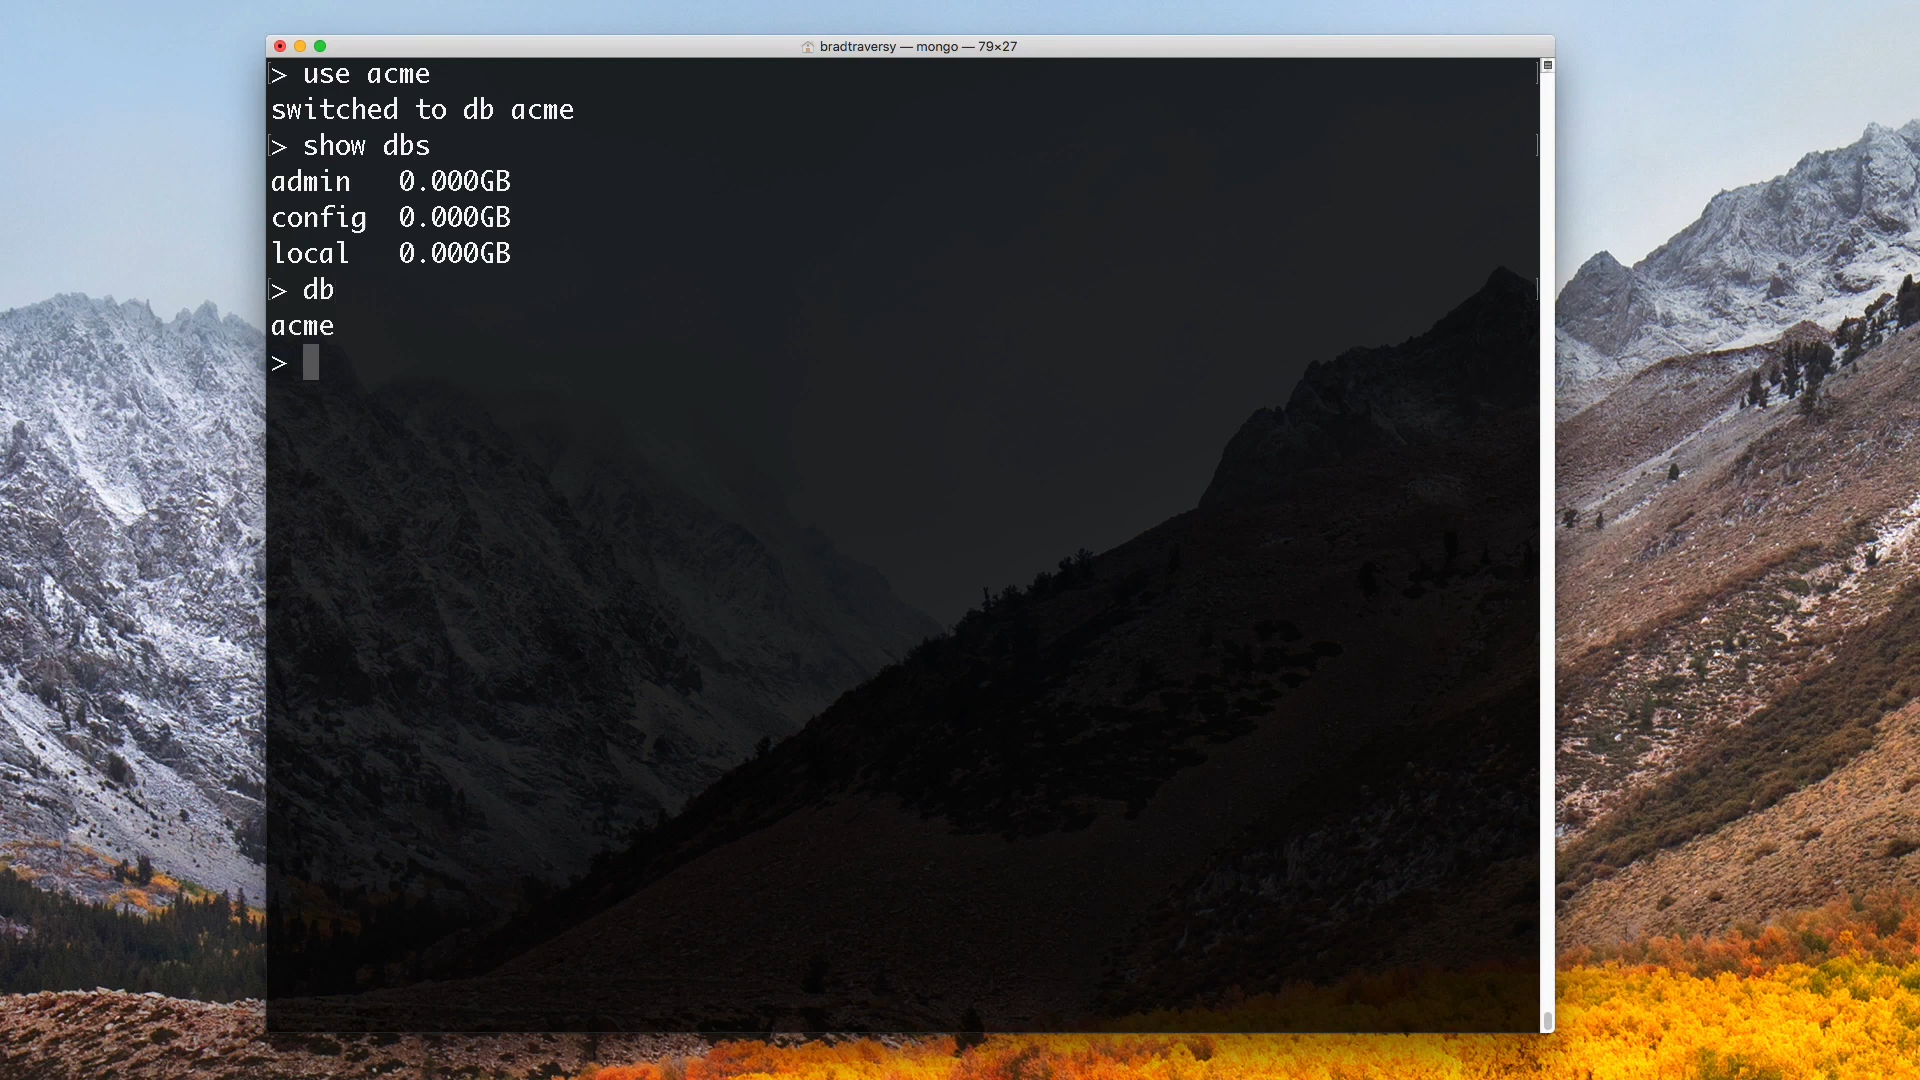 bradtraversy — mongo — 79×27
> use acme
switched to db acme
> show dbs
admin   0.000GB
config  0.000GB
local   0.000GB
> db
acme
>